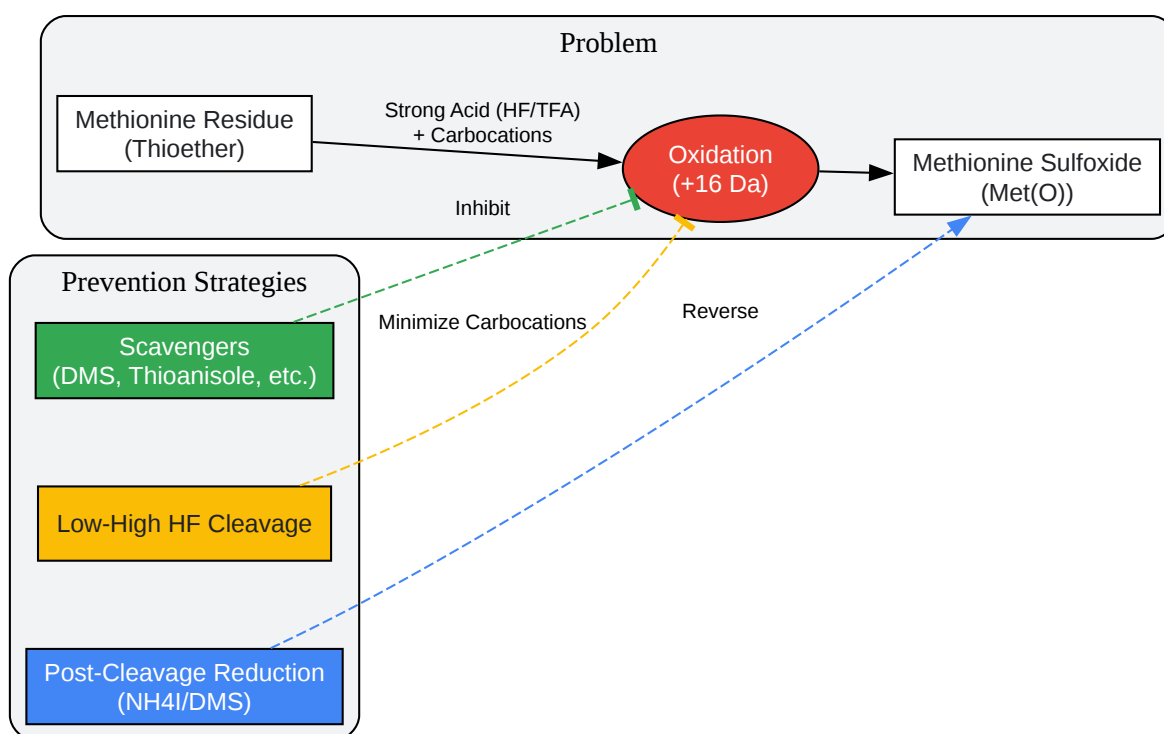 Problem
Methionine Residue
(Thioether)
Strong Acid (HF/TFA)
+ Carbocations
Oxidation
(+16 Da)
Methionine Sulfoxide
(Met(O))
Inhibit
Prevention Strategies
Scavengers
(DMS, Thioanisole, etc.)
Minimize Carbocations
Reverse
Low-High HF Cleavage
Post-Cleavage Reduction
(NH4I/DMS)